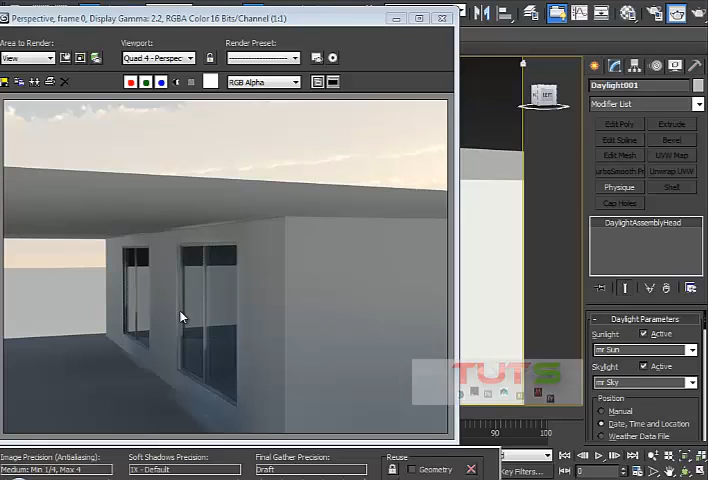 Perspective, frame 0, Display Gamma: 2.2, RGBA Color 16 Bits/Channel (1:1)
Area to Render:
Viewport:
Render Preset:
View
Quad 4 - Perspec
RGB Alpha
LEFT
Daylight001
Modifier List
Edit Poly
Extrude
Edit Spline
Bevel
Edit Mesh
UVW Map
TurboSmooth Pr
Unwrap UVW
Physique
Shell
Cap Holes
DaylightAssemblyHead
Daylight Parameters
Sunlight
Active
mr Sun
Skylight
Active
mr Sky
Position
Manual
Date, Time and Location
Weather Data File
TUTS
90
100
Image Precision (Antialiasing):
Soft Shadows Precision:
Final Gather Precision:
Reuse
Medium: Min 1/4, Max 4
1X - Default
Draft
Geometry
Key Filters...
0